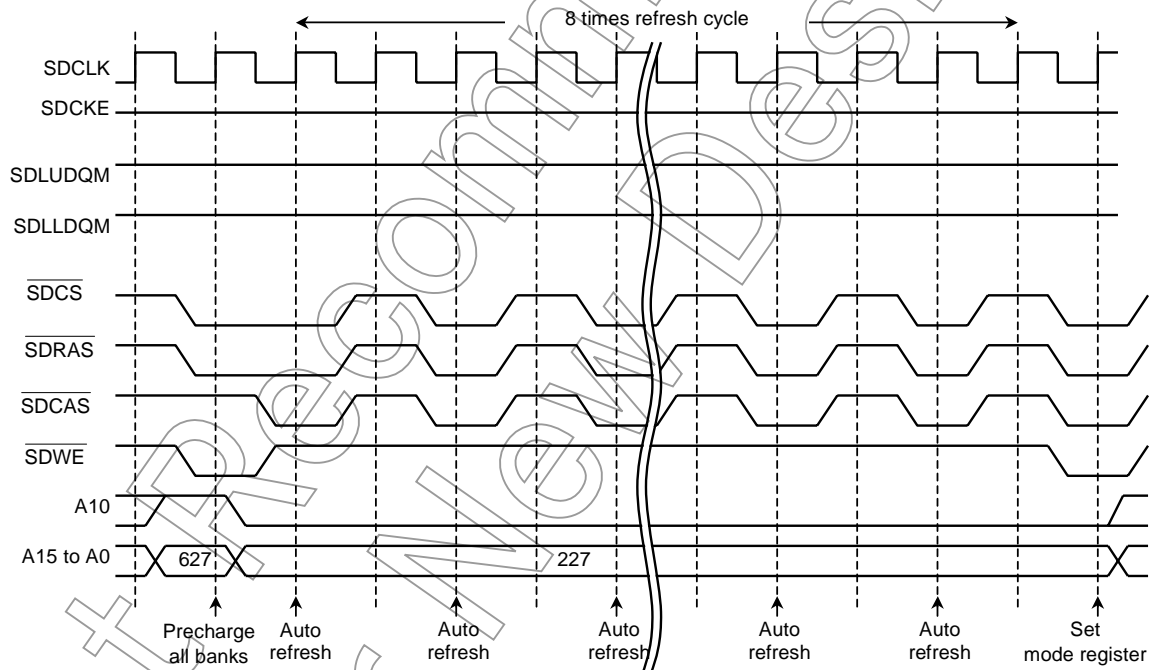 8 times refresh cycle
SDCLK
SDCKE
SDLUDQM
SDLLDQM
SDCS
SDRAS
SDCAS
SDWE
A10
A15 to A0
627
227
Precharge
all banks
Auto
refresh
Auto
refresh
Auto
refresh
Auto
refresh
Auto
refresh
Set
mode register